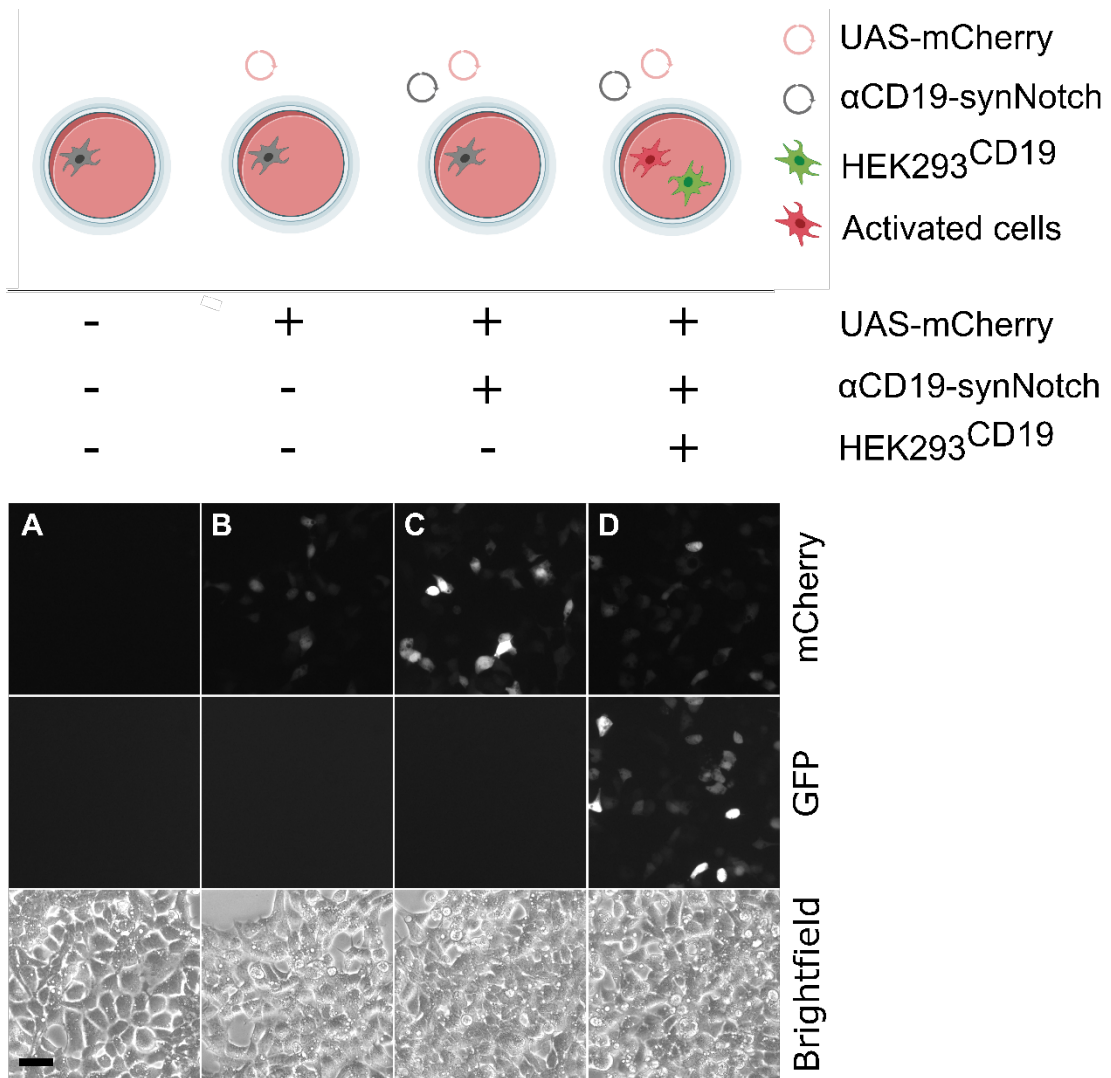 UAS-mCherry
αCD19-synNotch
HEK293CD19
Activated cells
- + + + UAS-mCherry
- - + + αCD19-synNotch
- - - + HEK293CD19
A B C D mCherry
GFP
Brightfield